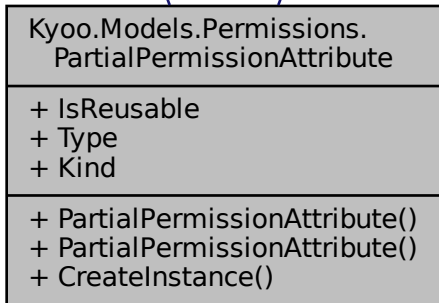 Kyoo.Models.Permissions.
PartialPermissionAttribute
+ IsReusable
+ Type
+ Kind
+ PartialPermissionAttribute()
+ PartialPermissionAttribute()
+ CreateInstance()